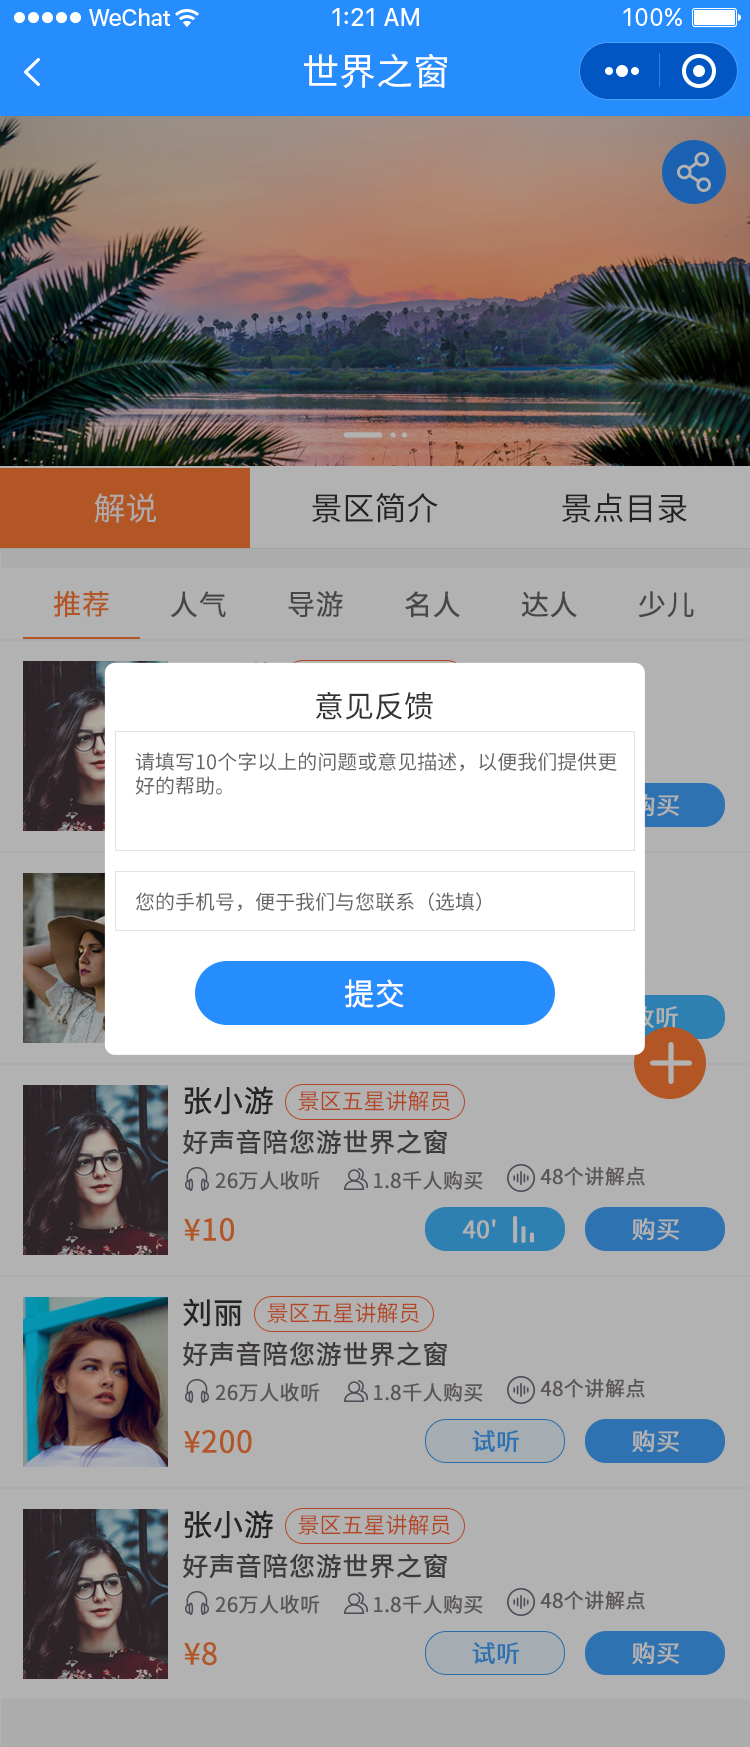 WeChat 1:21 AM 100%
世界之窗
解说 景区简介 景点目录
推荐 人气 导游 名人 达人 少儿
意见反馈
请填写10个字以上的问题或意见描述，以便我们提供更
好的帮助。
购买
您的手机号，便于我们与您联系（选填）
提交
收听
张小游 景区五星讲解员
好声音陪您游世界之窗
26万人收听 1.8千人购买 48个讲解点
¥10 40' 购买
刘丽 景区五星讲解员
好声音陪您游世界之窗
26万人收听 1.8千人购买 48个讲解点
¥200 试听 购买
张小游 景区五星讲解员
好声音陪您游世界之窗
26万人收听 1.8千人购买 48个讲解点
¥8 试听 购买